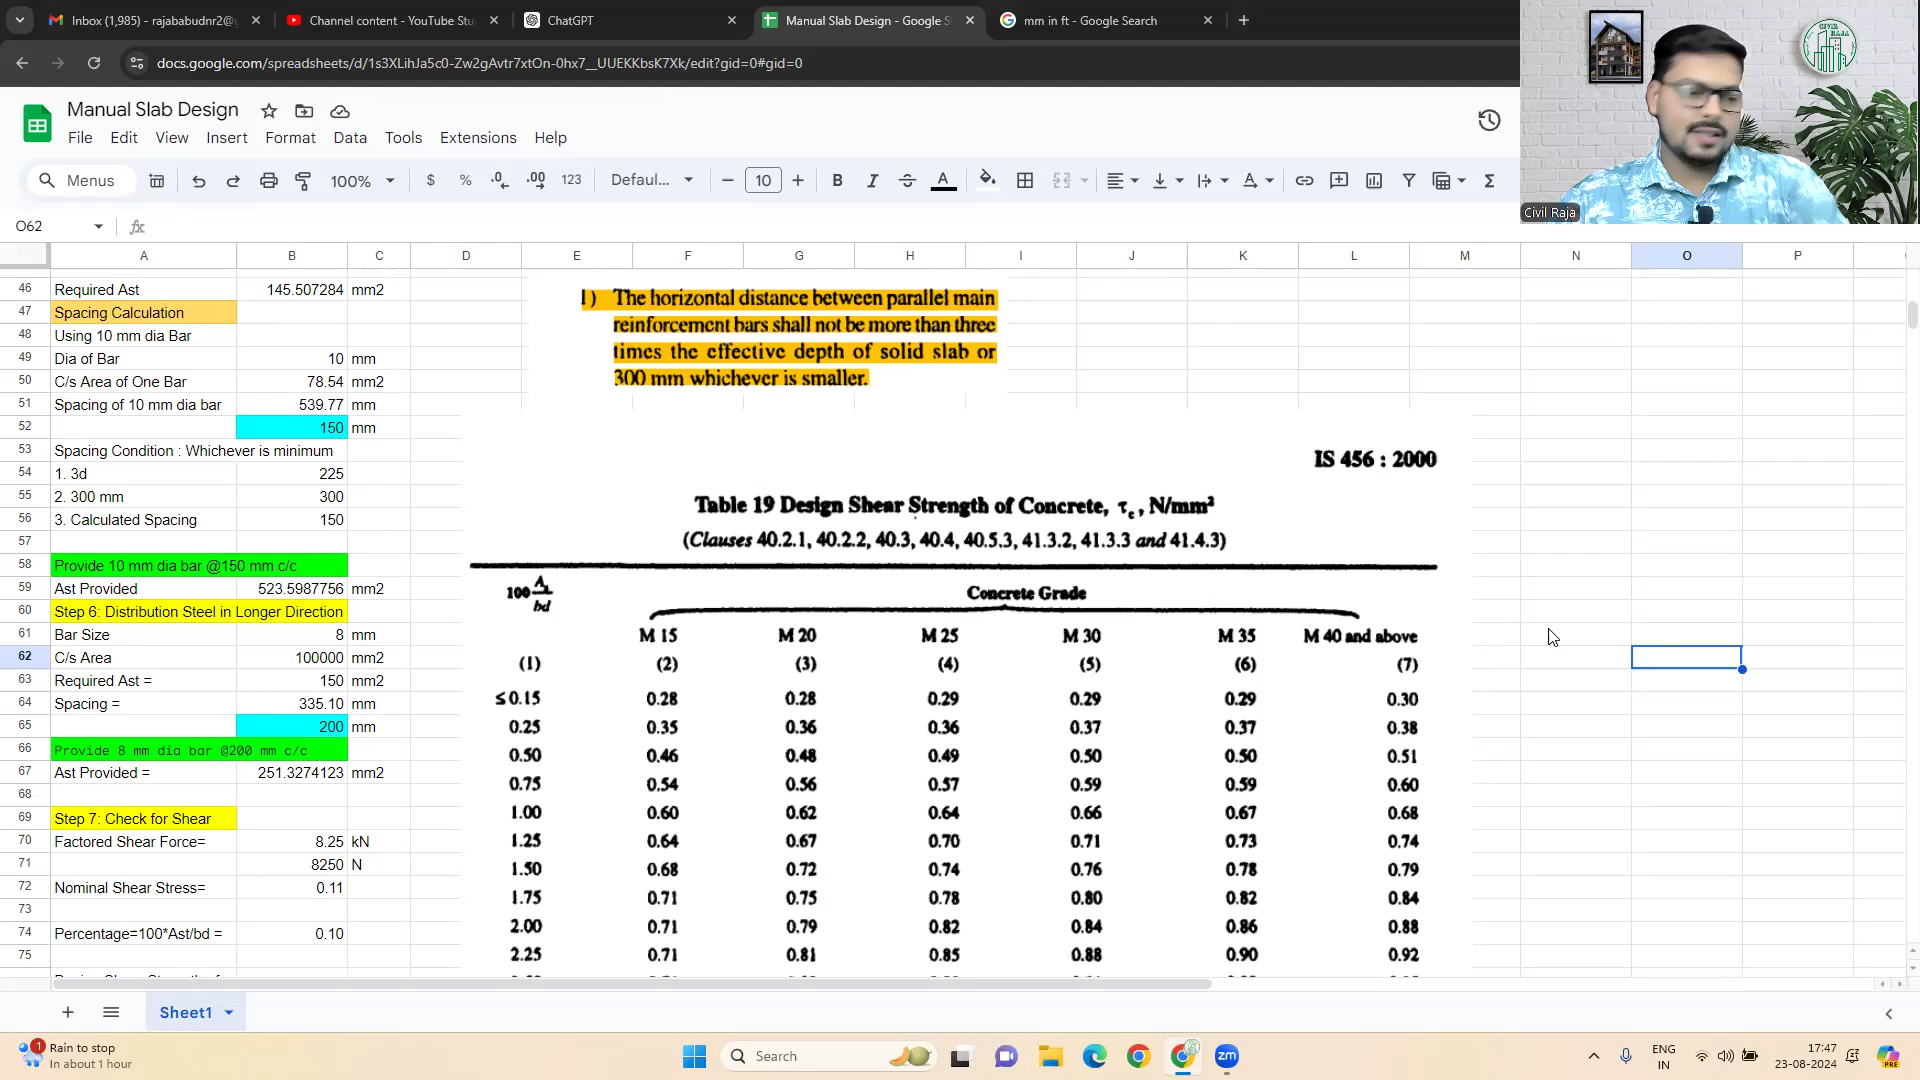 Inbox (1,985) - rajababudnr2@
Channel content - YouTube Stu
ChatGPT
Manual Slab Design - Google S
mm in ft - Google Search
docs.google.com/spreadsheets/d/1s3XLihJa5c0-Zw2gAvtr7xtOn-0hx7__UUEKKbsK7Xk/edit?gid=0#gid=0
CIVIL RAJA
Manual Slab Design
File Edit View Insert Format Data Tools Extensions Help
Menus 100% $ % .0 .00 123 Defaul... 10 B I A
Civil Raja
O62 fx
A B C D E F G H I J K L M N O P
46 Required Ast 145.507284 mm2
47 Spacing Calculation
48 Using 10 mm dia Bar
49 Dia of Bar 10 mm
50 C/s Area of One Bar 78.54 mm2
51 Spacing of 10 mm dia bar 539.77 mm
52 150 mm
53 Spacing Condition : Whichever is minimum
54 1. 3d 225
55 2. 300 mm 300
56 3. Calculated Spacing 150
57
58 Provide 10 mm dia bar @150 mm c/c
59 Ast Provided 523.5987756 mm2
60 Step 6: Distribution Steel in Longer Direction
61 Bar Size 8 mm
62 C/s Area 100000 mm2
63 Required Ast = 150 mm2
64 Spacing = 335.10 mm
65 200 mm
66 Provide 8 mm dia bar @200 mm c/c
67 Ast Provided = 251.3274123 mm2
68
69 Step 7: Check for Shear
70 Factored Shear Force= 8.25 kN
71 8250 N
72 Nominal Shear Stress= 0.11
73
74 Percentage=100*Ast/bd = 0.10
75
1) The horizontal distance between parallel main
reinforcement bars shall not be more than three
times the effective depth of solid slab or
300 mm whichever is smaller.
IS 456 : 2000
Table 19 Design Shear Strength of Concrete, τc, N/mm²
(Clauses 40.2.1, 40.2.2, 40.3, 40.4, 40.5.3, 41.3.2, 41.3.3 and 41.4.3)
100 As/bd Concrete Grade
M 15 M 20 M 25 M 30 M 35 M 40 and above
(1) (2) (3) (4) (5) (6) (7)
≤ 0.15 0.28 0.28 0.29 0.29 0.29 0.30
0.25 0.35 0.36 0.36 0.37 0.37 0.38
0.50 0.46 0.48 0.49 0.50 0.50 0.51
0.75 0.54 0.56 0.57 0.59 0.59 0.60
1.00 0.60 0.62 0.64 0.66 0.67 0.68
1.25 0.64 0.67 0.70 0.71 0.73 0.74
1.50 0.68 0.72 0.74 0.76 0.78 0.79
1.75 0.71 0.75 0.78 0.80 0.82 0.84
2.00 0.71 0.79 0.82 0.84 0.86 0.88
2.25 0.71 0.81 0.85 0.88 0.90 0.92
Sheet1
1
Rain to stop
In about 1 hour
Search
zm
ENG
IN
17:47
23-08-2024
PRE